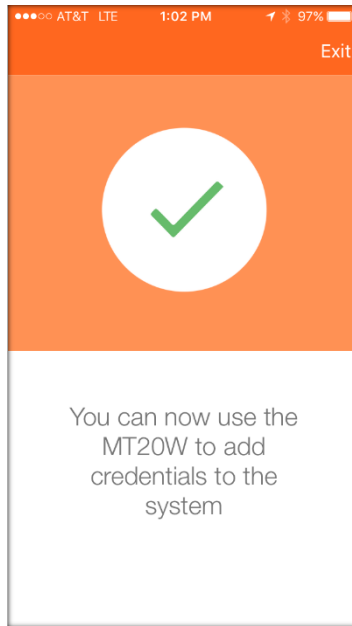 AT&T LTE 1:02 PM 97%
Exit
You can now use the
MT20W to add
credentials to the
system